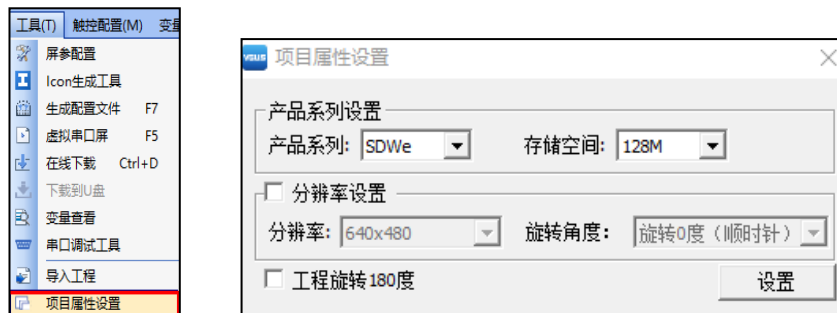 工具(T) 触控配置(M) 变量
屏参配置
Icon生成工具
生成配置文件 F7
虚拟串口屏 F5
在线下载 Ctrl+D
下载到U盘
变量查看
串口调试工具
导入工程
项目属性设置
VGUS 项目属性设置
产品系列设置
产品系列: SDWe 存储空间: 128M
分辨率设置
分辨率: 640x480 旋转角度: 旋转0度（顺时针）
工程旋转180度 设置